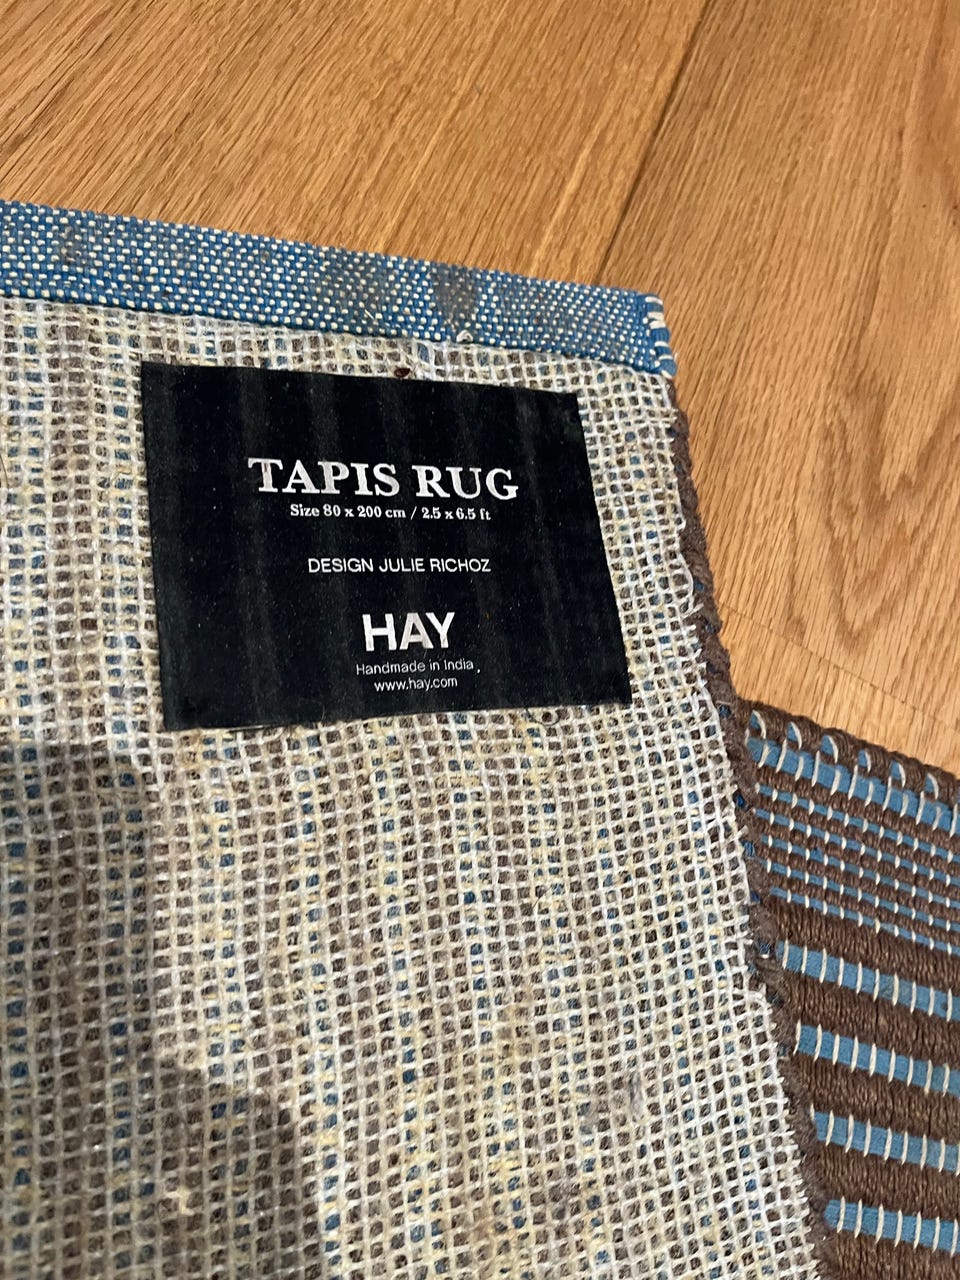 TAPIS RUG
Size 80 x 200 cm / 2.5 x 6.5 ft
DESIGN JULIE RICHOZ
HAY
Handmade in India
www.hay.com